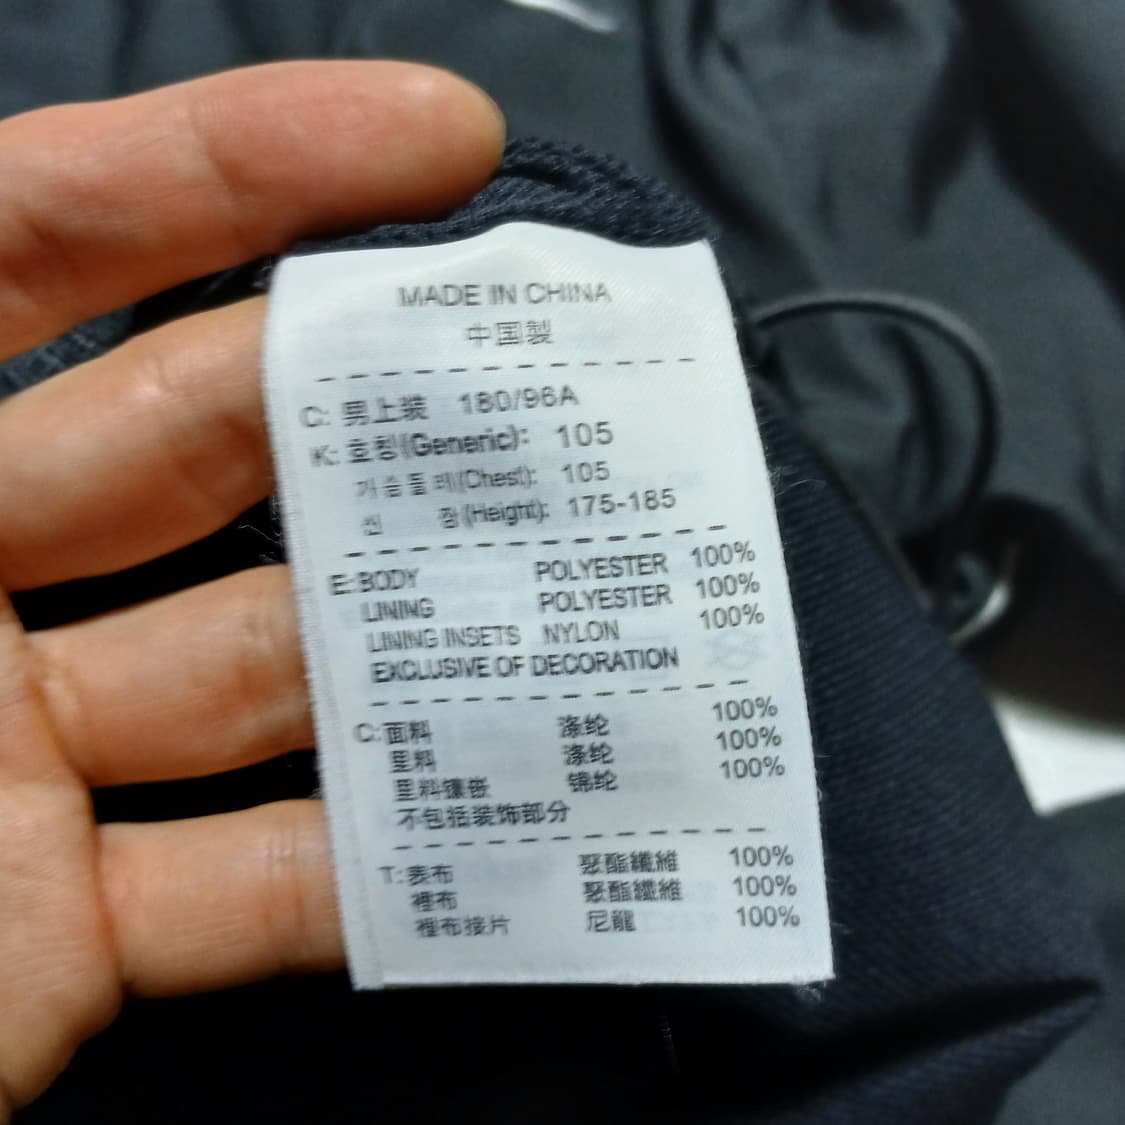 MADE IN CHINA
中国製
C: 男上装 180/96A
K: 호칭(Generic): 105
가슴둘레(Chest): 105
신 장(Height): 175-185
E: BODY POLYESTER 100%
LINING POLYESTER 100%
LINING INSETS NYLON 100%
EXCLUSIVE OF DECORATION
C: 面料 涤纶 100%
里料 涤纶 100%
里料镶嵌 锦纶 100%
不包括装饰部分
T: 表布 聚酯纖維 100%
裡布 聚酯纖維 100%
裡布接片 尼龍 100%